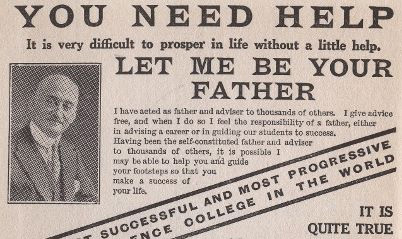 YOU NEED HELP
It is very difficult to prosper in life without a little help.
LET ME BE YOUR
FATHER
I have acted as father and adviser to thousands of others. I give advice
free, and when I do so I feel the responsibility of a father, either
in advising a career or in guiding our students to success.
Having been the self-constituted father and adviser
to thousands of others, it is possible I
may be able to help you and guide
your footsteps so that you
make a success of
your life.
SUCCESSFUL AND MOST PROGRESSIVE
COLLEGE IN THE WORLD
IT IS
QUITE TRUE